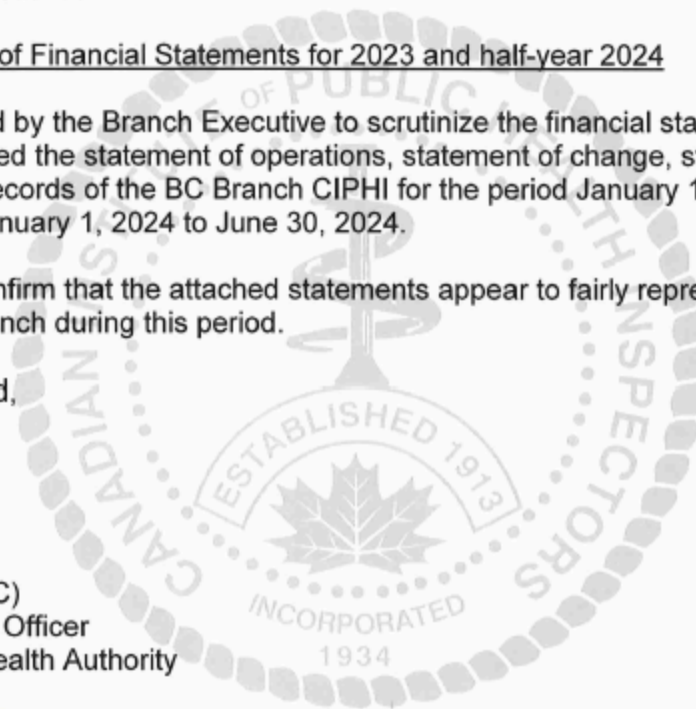 of Financial Statements for 2023 and half-year 2024
d by the Branch Executive to scrutinize the financial sta
ed the statement of operations, statement of change, s
ecords of the BC Branch CIPHI for the period January 1
nuary 1, 2024 to June 30, 2024.
nfirm that the attached statements appear to fairly repre
nch during this period.
d,
C)
Officer
ealth Authority
CANADIAN INSTITUTE OF PUBLIC HEALTH INSPECTORS
ESTABLISHED 1913
INCORPORATED
1934